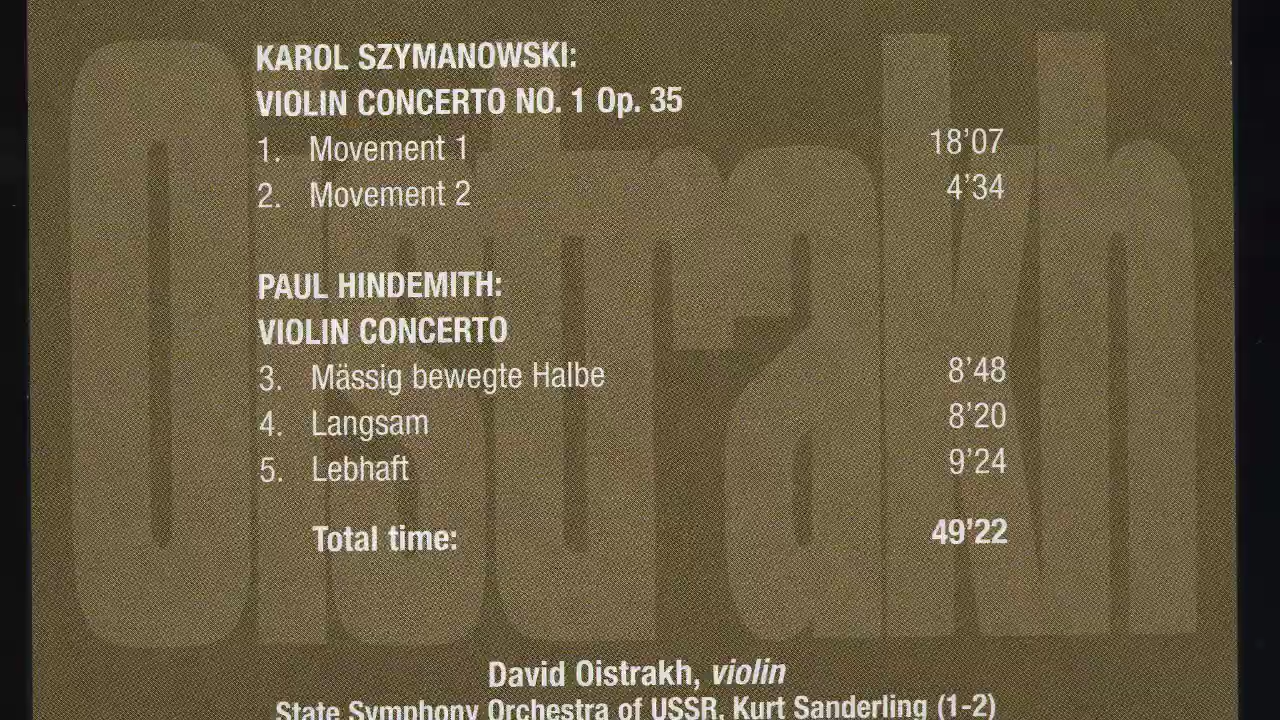 Oistrakh
KAROL SZYMANOWSKI:
VIOLIN CONCERTO NO. 1 Op. 35
1. Movement 1 18’07
2. Movement 2 4’34
PAUL HINDEMITH:
VIOLIN CONCERTO
3. Mässig bewegte Halbe 8’48
4. Langsam 8’20
5. Lebhaft 9’24
Total time: 49’22
David Oistrakh, violin
State Symphony Orchestra of USSR, Kurt Sanderling (1-2)